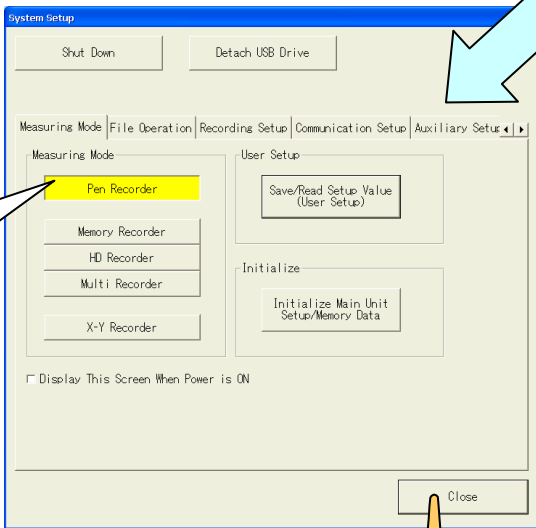 System Setup
Shut Down
Detach USB Drive
Measuring Mode
File Operation
Recording Setup
Communication Setup
Auxiliary Setup
Measuring Mode
Pen Recorder
Memory Recorder
HD Recorder
Multi Recorder
X-Y Recorder
User Setup
Save/Read Setup Value
(User Setup)
Initialize
Initialize Main Unit
Setup/Memory Data
Display This Screen When Power is ON
Close